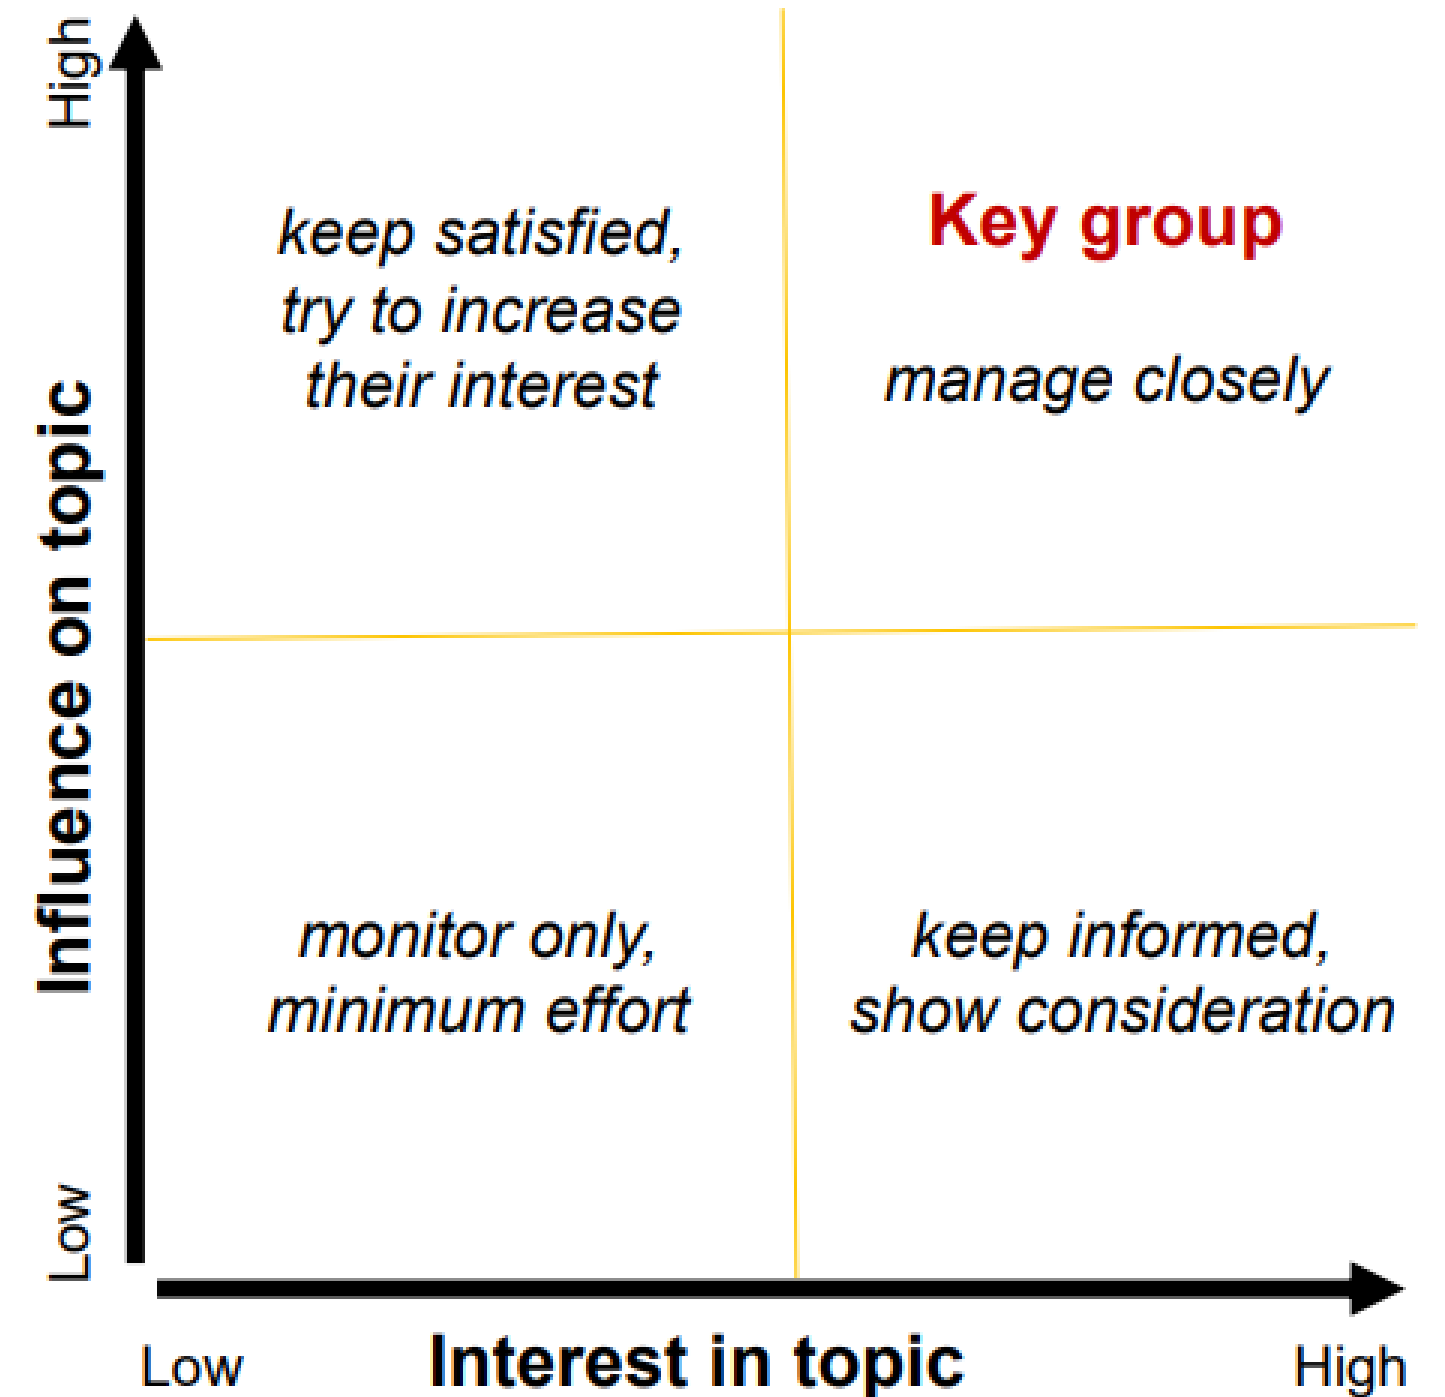 High
keep satisfied,
try to increase
their interest
Key group
manage closely
Influence on topic
monitor only,
minimum effort
keep informed,
show consideration
Low
Low
Interest in topic
High